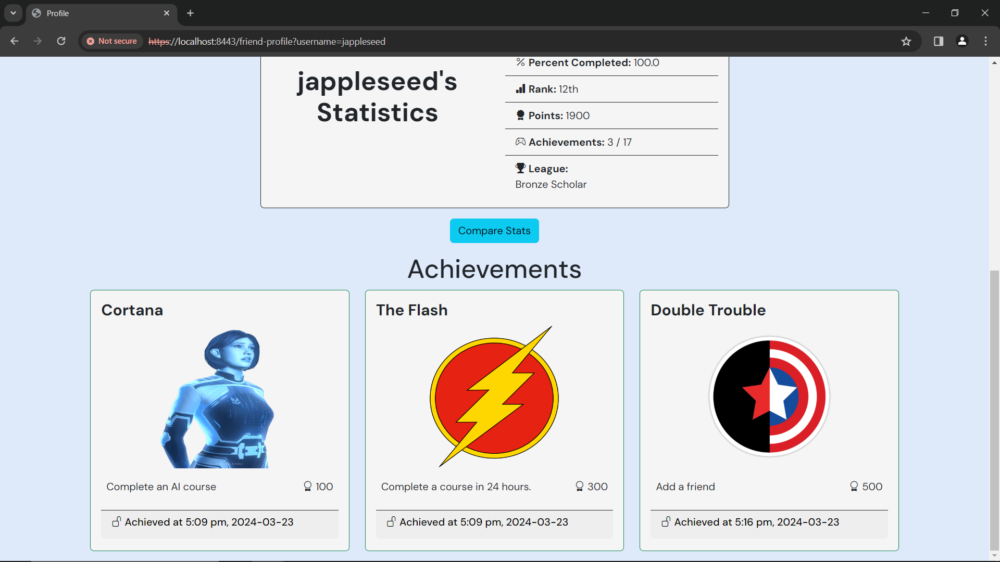 Profile
Not secure
https://localhost:8443/friend-profile?username=jappleseed
jappleseed's
Statistics
Percent Completed: 100.0
Rank: 12th
Points: 1900
Achievements: 3 / 17
League:
Bronze Scholar
Compare Stats
Achievements
Cortana
Complete an AI course
100
Achieved at 5:09 pm, 2024-03-23
The Flash
Complete a course in 24 hours.
300
Achieved at 5:09 pm, 2024-03-23
Double Trouble
Add a friend
500
Achieved at 5:16 pm, 2024-03-23